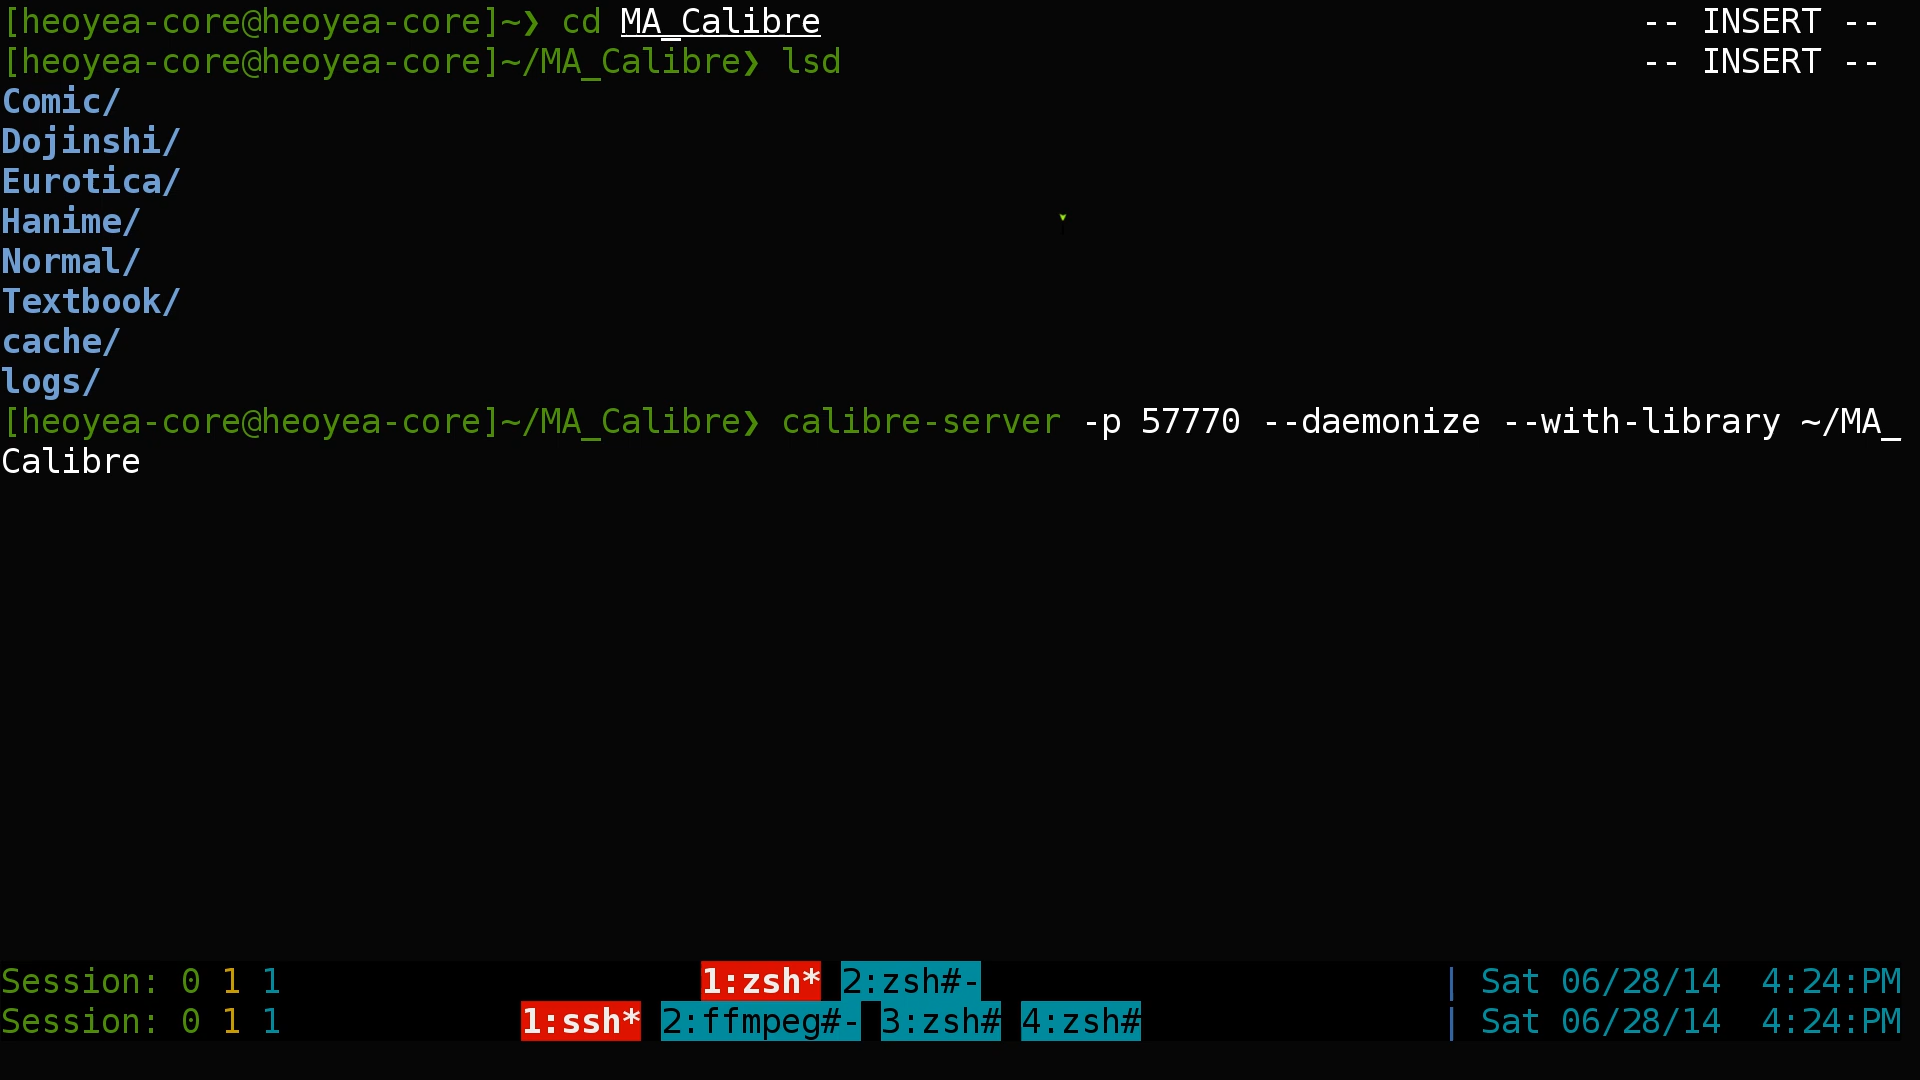 [heoyea-core@heoyea-core]~❯ cd MA_Calibre -- INSERT --
[heoyea-core@heoyea-core]~/MA_Calibre❯ lsd -- INSERT --
Comic/
Dojinshi/
Eurotica/
Hanime/
Normal/
Textbook/
cache/
logs/
[heoyea-core@heoyea-core]~/MA_Calibre❯ calibre-server -p 57770 --daemonize --with-library ~/MA_
Calibre
Session: 0 1 1 1:zsh* 2:zsh#- | Sat 06/28/14 4:24:PM
Session: 0 1 1 1:ssh* 2:ffmpeg#- 3:zsh# 4:zsh# | Sat 06/28/14 4:24:PM